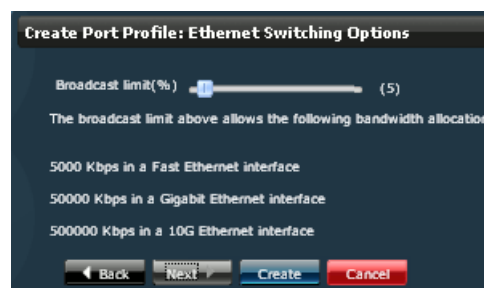 Create Port Profile: Ethernet Switching Options
Broadcast limit(%) (5)
The broadcast limit above allows the following bandwidth allocation
5000 Kbps in a Fast Ethernet interface
50000 Kbps in a Gigabit Ethernet interface
500000 Kbps in a 10G Ethernet interface
Back Next Create Cancel